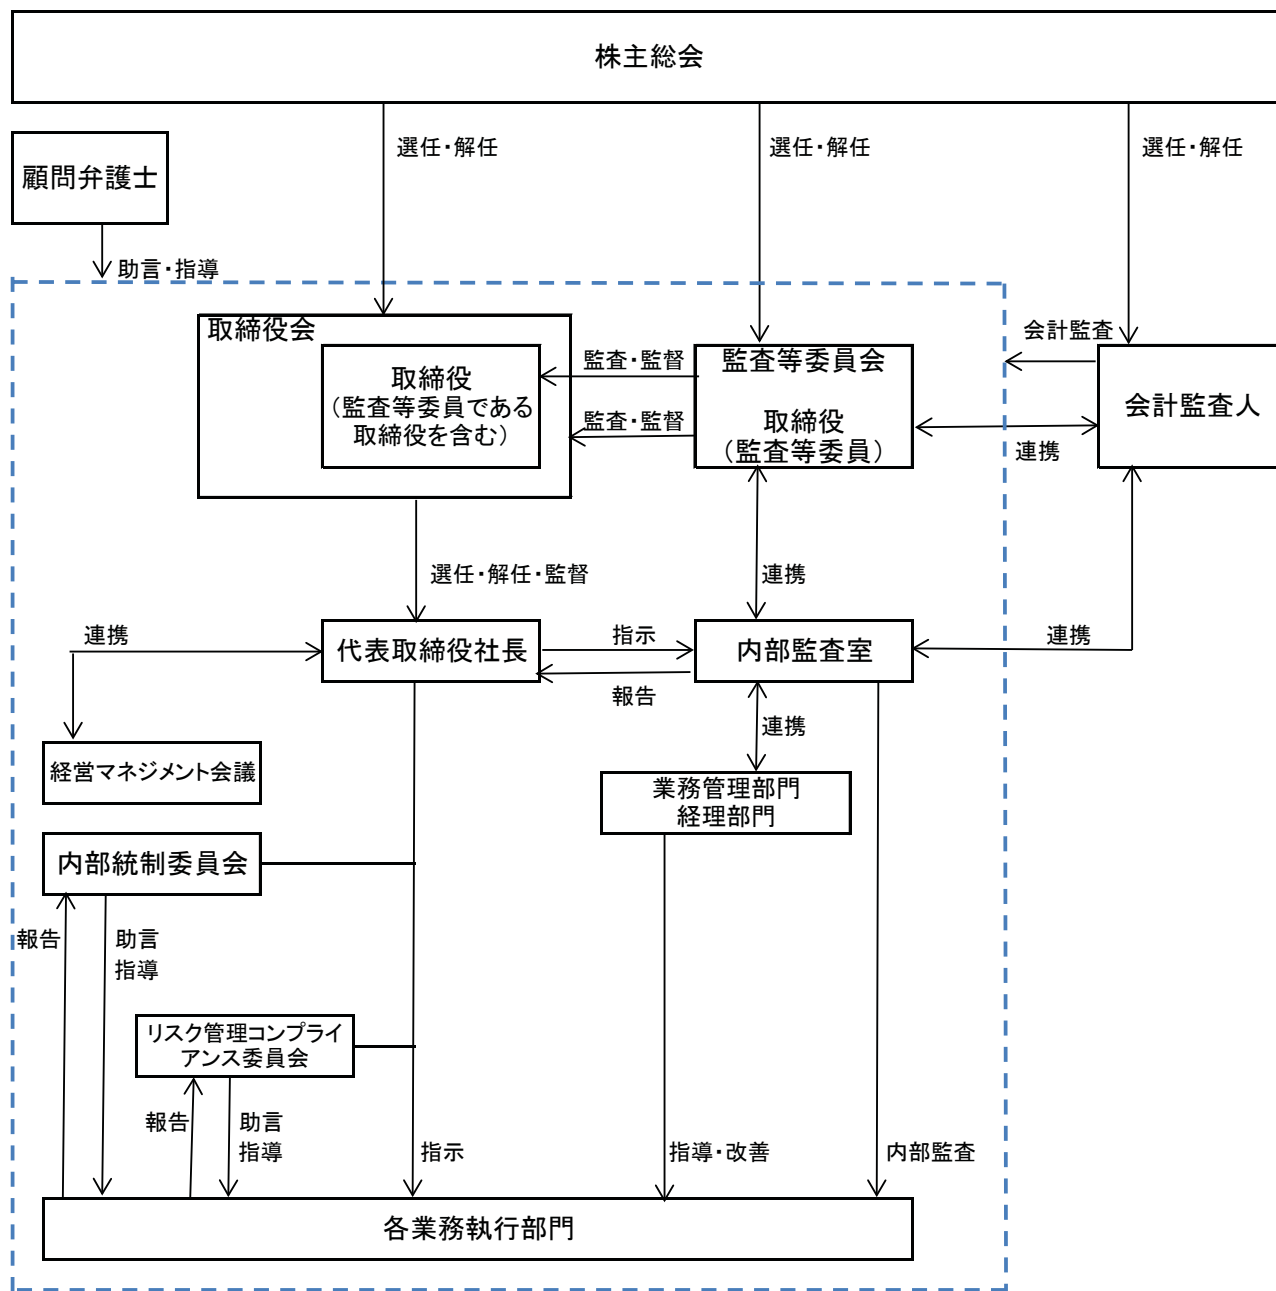 株主総会
選任・解任
選任・解任
選任・解任
顧問弁護士
助言・指導
取締役会
取締役
（監査等委員である
取締役を含む）
監査・監督
監査・監督
監査等委員会
取締役
（監査等委員）
会計監査
会計監査人
連携
選任・解任・監督
連携
連携
代表取締役社長
指示
報告
内部監査室
連携
連携
経営マネジメント会議
業務管理部門
経理部門
内部統制委員会
報告
助言
指導
リスク管理コンプライ
アンス委員会
報告
助言
指導
指示
指導・改善
内部監査
各業務執行部門